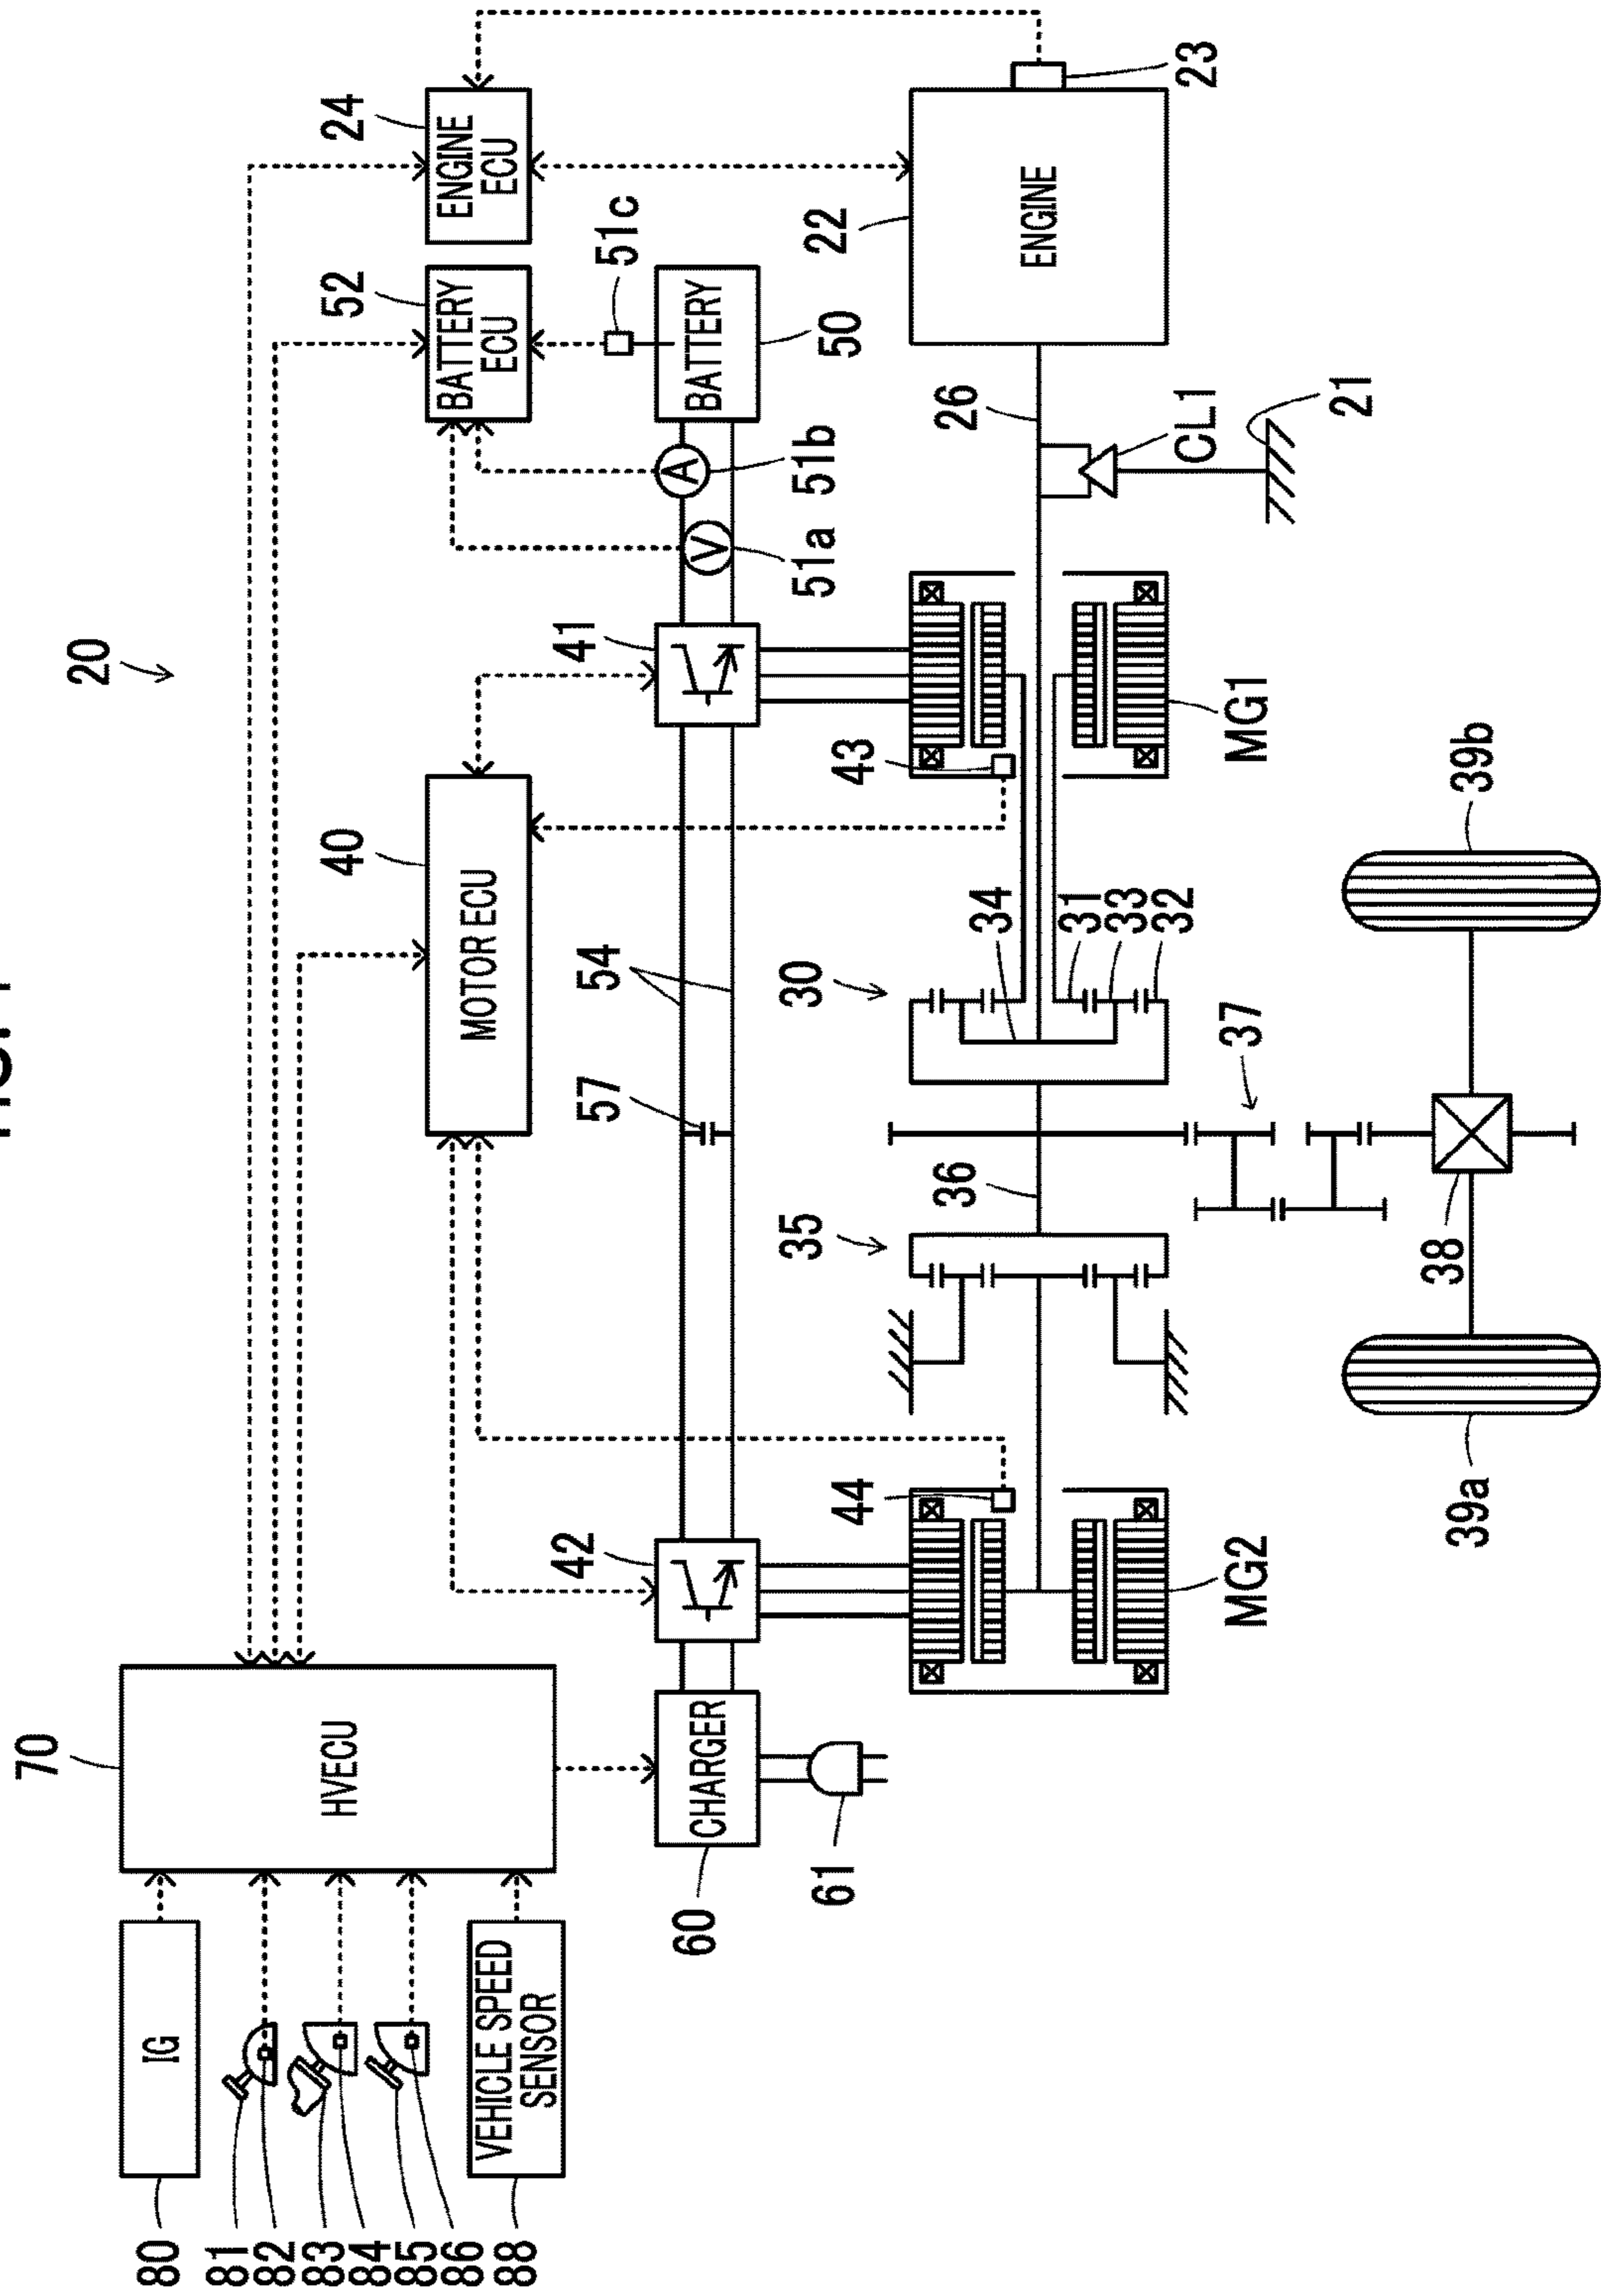 20
70
HVECU
40
MOTOR ECU
52
BATTERY
ECU
24
ENGINE
ECU
80
IG
81
82
83
84
85
86
88
VEHICLE SPEED
SENSOR
60
CHARGER
61
42
57
54
41
V
51a
A
51b
51c
BATTERY
50
44
MG2
35
36
30
34
31
33
32
43
MG1
26
CL1
21
22
ENGINE
23
37
38
39a
39b